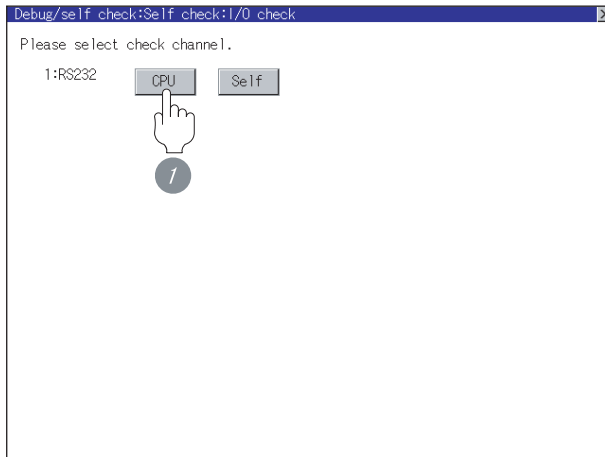 Debug/self check:Self check:I/O check
Please select check channel.
1:RS232 CPU Self
1